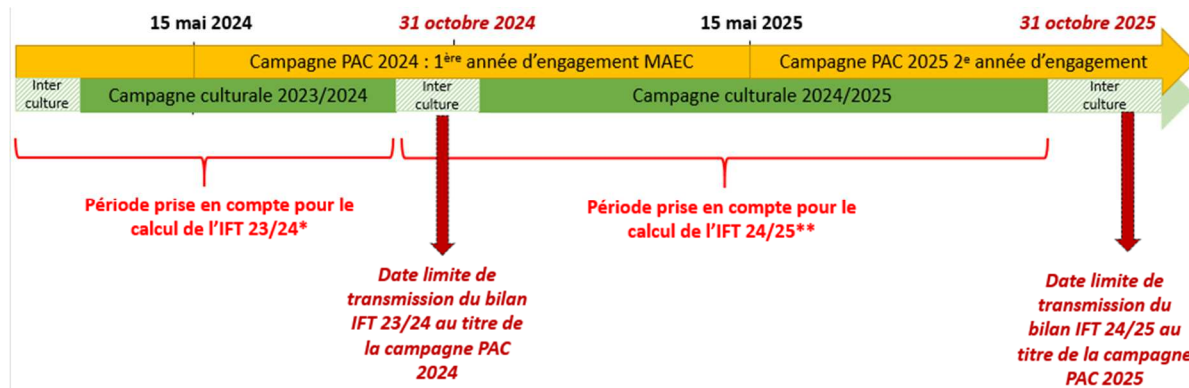 15 mai 2024
31 octobre 2024
15 mai 2025
31 octobre 2025
Campagne PAC 2024 : 1ère année d'engagement MAEC
Campagne PAC 2025 2e année d'engagement
Inter
culture
Campagne culturale 2023/2024
Inter
culture
Campagne culturale 2024/2025
Inter
culture
Période prise en compte pour le
calcul de l'IFT 23/24*
Période prise en compte pour le
calcul de l'IFT 24/25**
Date limite de
transmission du bilan
IFT 23/24 au titre de
la campagne PAC
2024
Date limite de
transmission du
bilan IFT 24/25 au
titre de la campagne
PAC 2025